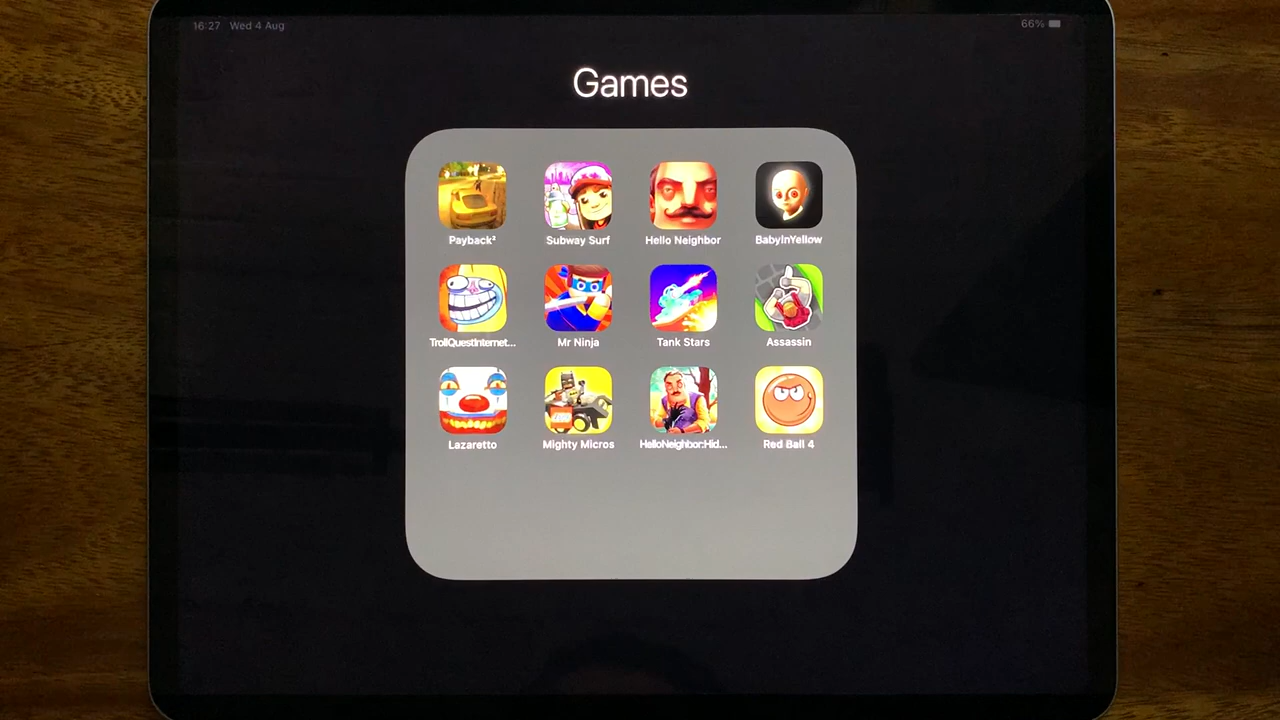 16:27 Wed 4 Aug
66%
Games
Payback²
Subway Surf
Hello Neighbor
BabyInYellow
TrollQuestInternet...
Mr Ninja
Tank Stars
Assassin
LEGO
Lazaretto
Mighty Micros
HelloNeighbor:Hid...
Red Ball 4